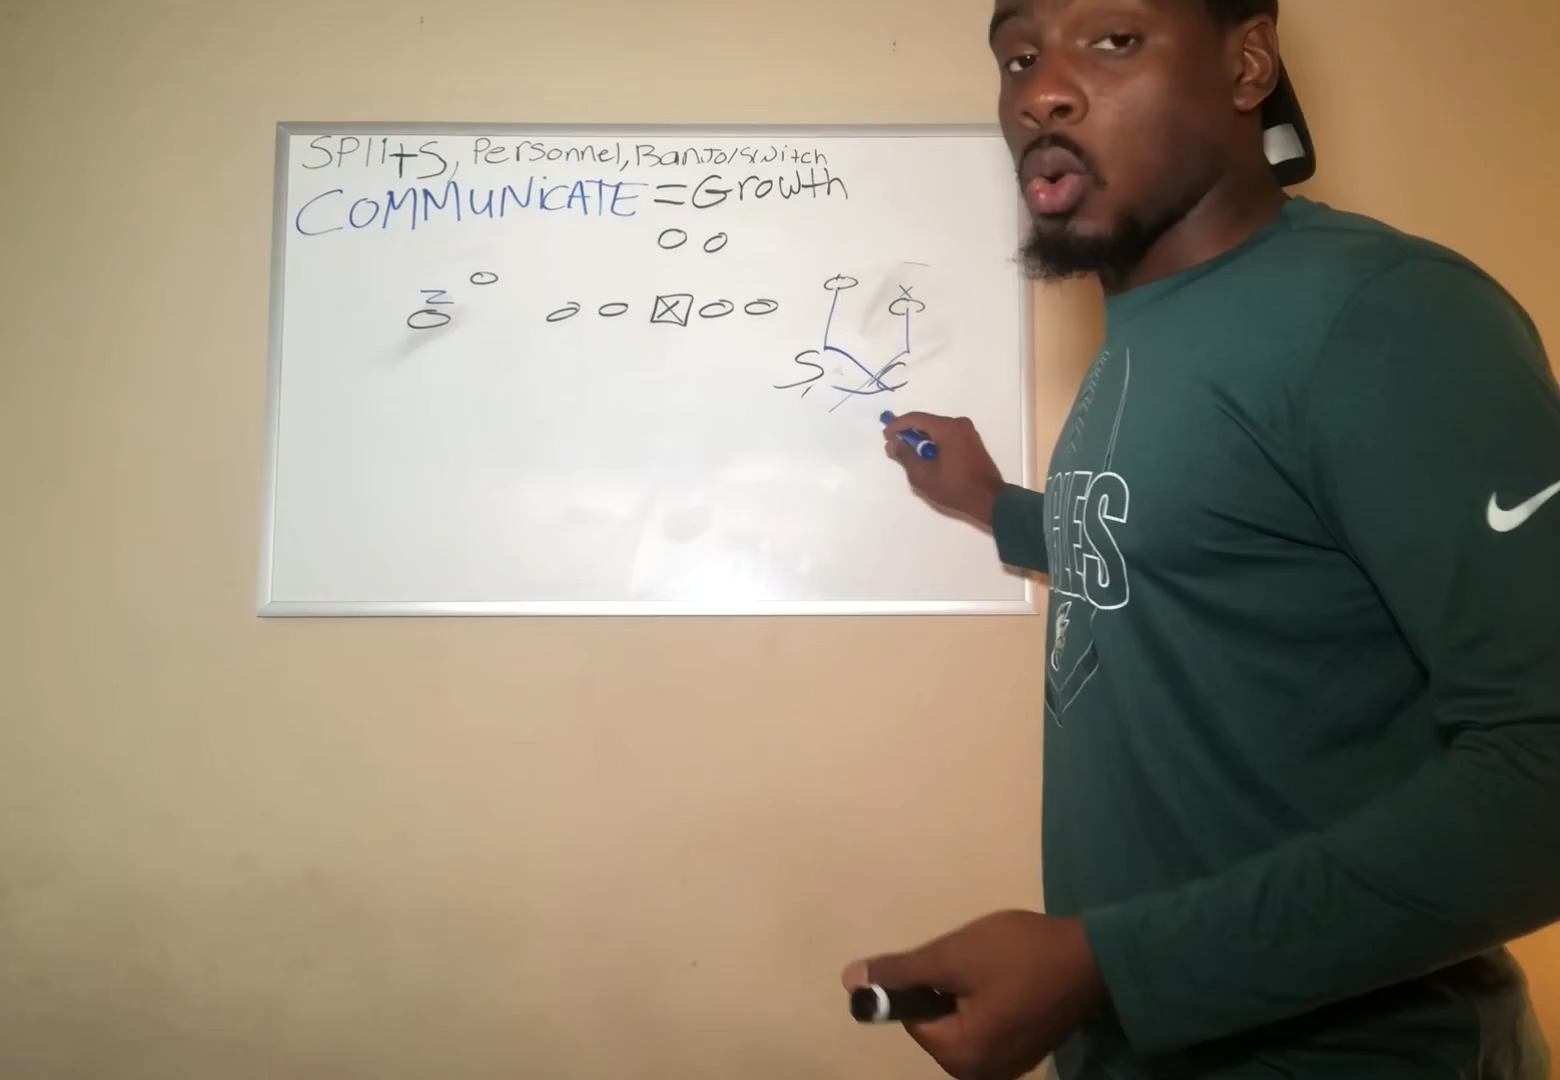 SPlItS, Personnel, Banjo/Switch
COMMUNiCATE = Growth
Z
X
X
S
C